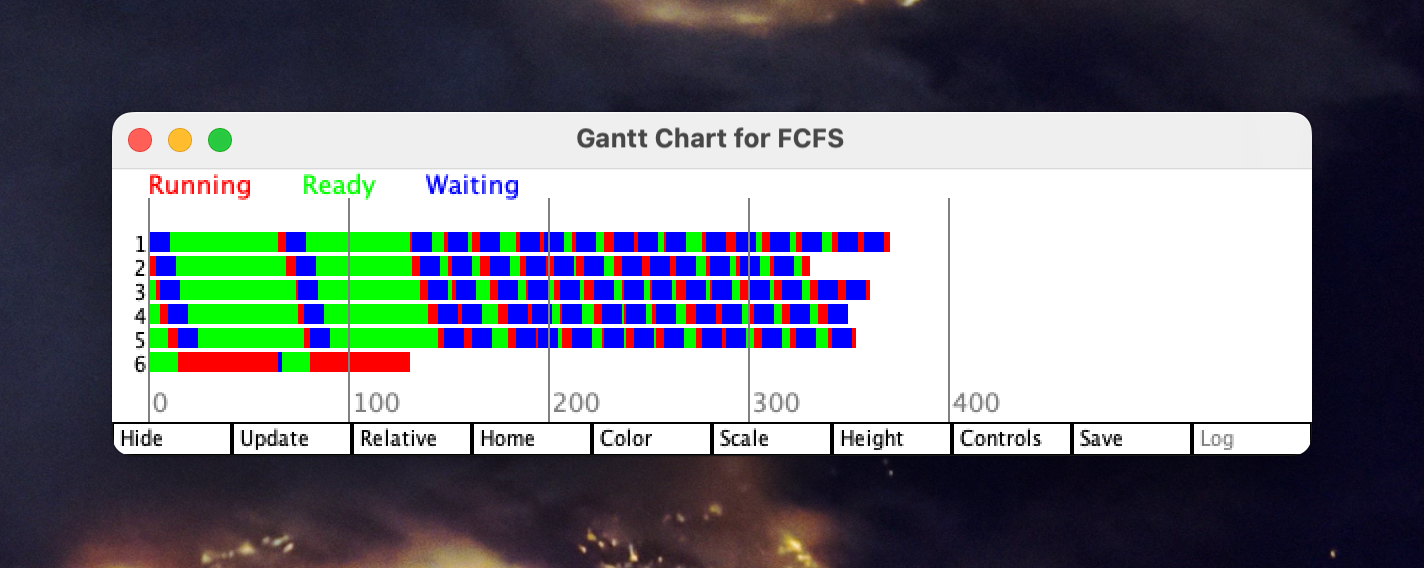 Gantt Chart for FCFS
Running Ready Waiting
1
2
3
4
5
6
0 100 200 300 400
Hide Update Relative Home Color Scale Height Controls Save Log